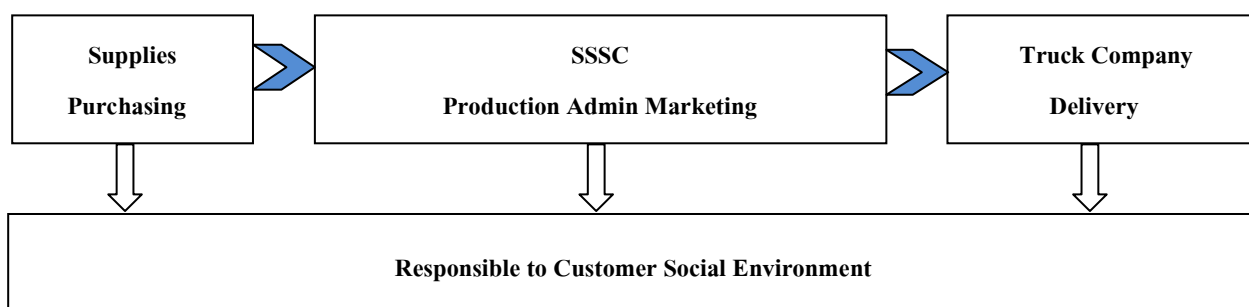 Supplies
Purchasing
SSSC
Production Admin Marketing
Truck Company
Delivery
Responsible to Customer Social Environment